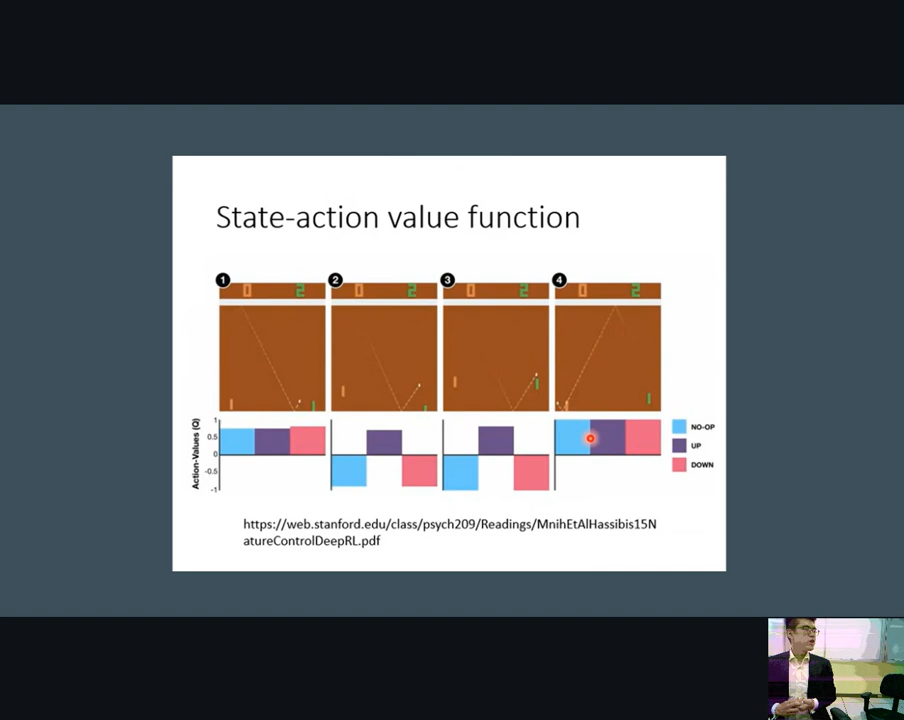 State-action value function
1 2 3 4
0 2 0 2 0 2 0 2
Action-Values (Q)
1
0.5
0
-0.5
-1
NO-OP
UP
DOWN
https://web.stanford.edu/class/psych209/Readings/MnihEtAlHassibis15N
atureControlDeepRL.pdf